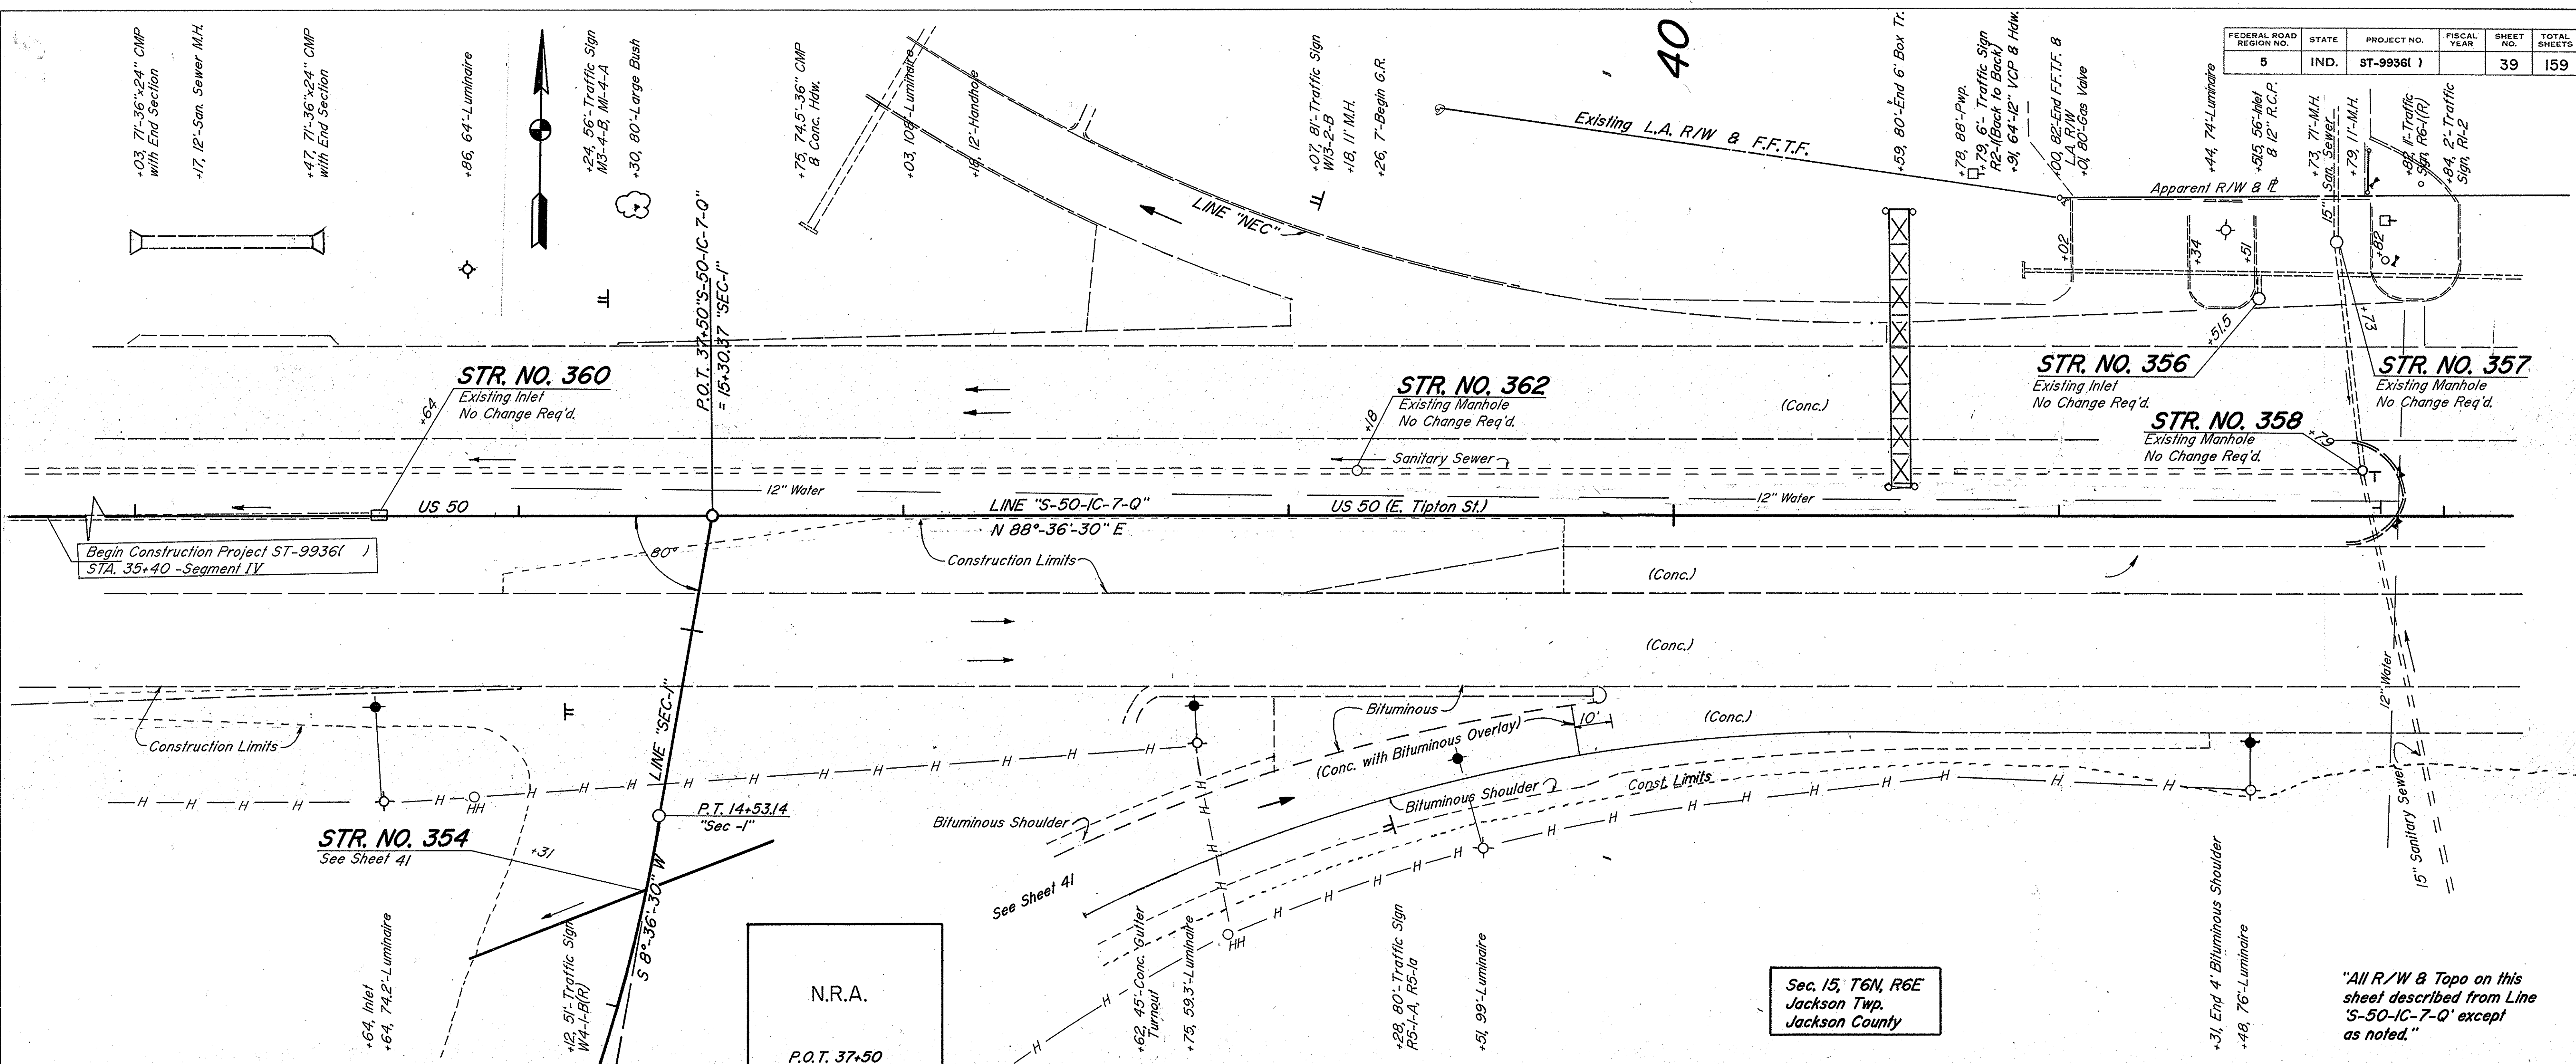 +03, 71'-36"x24" CMP
with End Section
+17, 12'-San. Sewer M.H.
+47, 71'-36"x24" CMP
with End Section
+86, 64'-Luminaire
+24, 56'-Traffic Sign
M3-4-B, M1-4-A
+30, 80'-Large Bush
+75, 74.5'-36" CMP
& Conc. Hdw.
+03, 108'-Luminaire
+18, 12'-Handhole
+07, 81'-Traffic Sign
W13-2-B
+18, 11' M.H.
+26, 7'-Begin G.R.
40
+59, 80'-End 6' Box Tr.
+78, 88'-Pwp.
+79, 6'- Traffic Sign
R2-1(Back to Back)
+91, 64'-12" VCP & Hdw.
+00, 82'-End F.F.T.F. &
L.A. R/W
+01, 80'-Gas Valve
+44, 74'-Luminaire
+51.5, 56'-Inlet
& 12" R.C.P.
+73, 71'-M.H.
+79, 11'-M.H.
+82, 11'-Traffic
Sign, R6-1(R)
+84, 2'-Traffic
Sign, R1-2
FEDERAL ROAD REGION NO.
STATE
PROJECT NO.
FISCAL YEAR
SHEET NO.
TOTAL SHEETS
5
IND.
ST-9936( )
39
159
Existing L.A. R/W & F.F.T.F.
Apparent R/W & ⅊
15" San. Sewer
LINE "NEC"
+02
+34
+51
+82
+51.5
+73
P.O.T. 37+50"S-50-IC-7-Q"
= 15+30.37 "SEC-1"
STR. NO. 360
Existing Inlet
No Change Req'd.
+64
STR. NO. 362
Existing Manhole
No Change Req'd.
+18
(Conc.)
STR. NO. 356
Existing Inlet
No Change Req'd.
STR. NO. 357
Existing Manhole
No Change Req'd.
STR. NO. 358
Existing Manhole
No Change Req'd.
+79
Sanitary Sewer
12" Water
12" Water
US 50
LINE "S-50-IC-7-Q"
US 50 (E. Tipton St.)
N 88°-36'-30" E
Begin Construction Project ST-9936( )
STA. 35+40 -Segment IV
80°
Construction Limits
(Conc.)
(Conc.)
LINE "SEC-1"
Construction Limits
Bituminous
10'
(Conc.)
(Conc. with Bituminous Overlay)
12" Water
H H H H H H H H H H H H
HH
P.T. 14+53.14
"Sec -1"
Bituminous Shoulder
Bituminous Shoulder
Const. Limits
15" Sanitary Sewer
STR. NO. 354
See Sheet 41
+31
See Sheet 41
S 8°-36'-30" W
HH
+64, Inlet
+64, 74.2'-Luminaire
+12, 51'-Traffic Sign
W4-1-B(R)
N.R.A.
P.O.T. 37+50
+62, 45'-Conc. Gutter
Turnout
+75, 59.3'-Luminaire
+28, 80'-Traffic Sign
R5-1-A, R5-1a
+51, 99'-Luminaire
Sec. 15, T6N, R6E
Jackson Twp.
Jackson County
+31, End 4' Bituminous Shoulder
+48, 76'-Luminaire
"All R/W & Topo on this
sheet described from Line
'S-50-IC-7-Q' except
as noted."